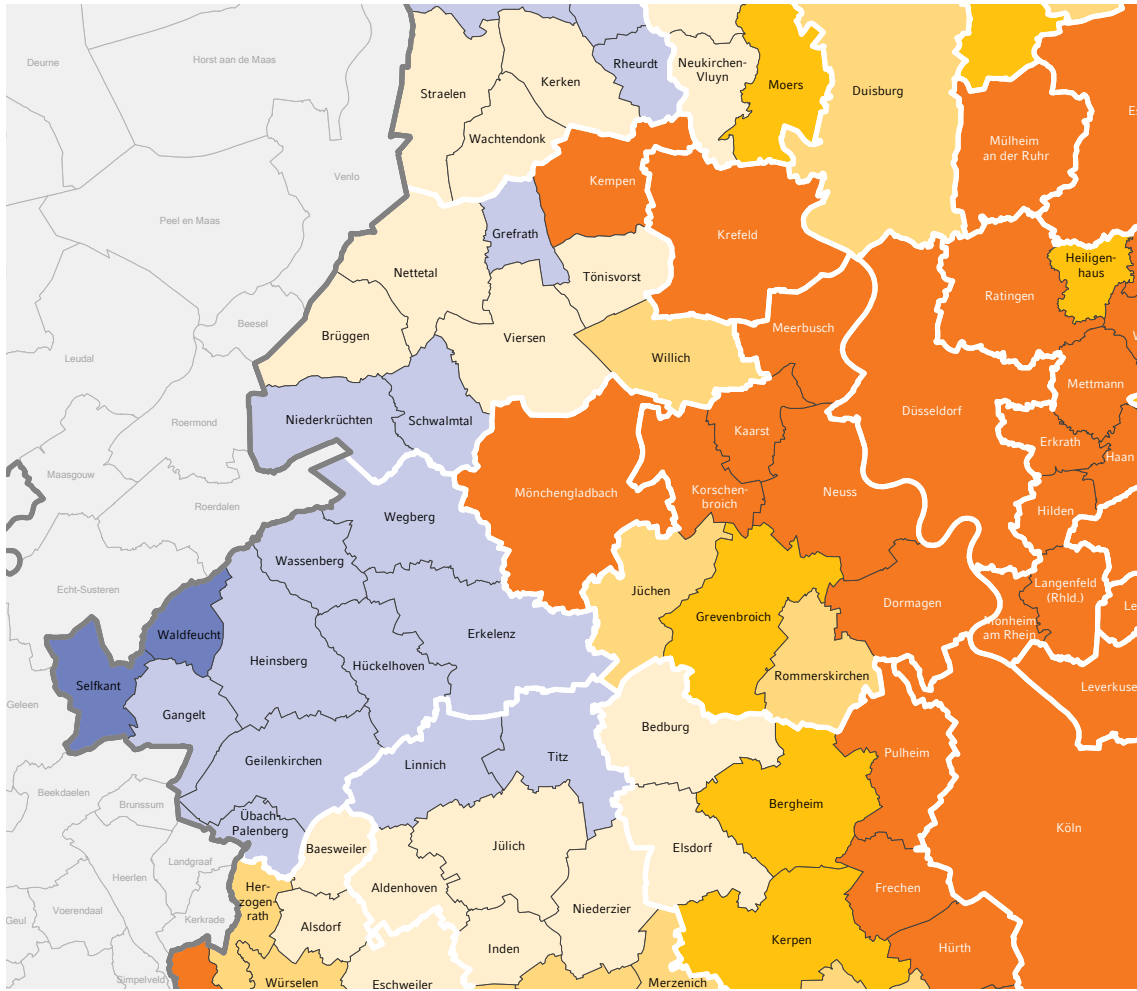 Deurne
Horst aan de Maas
Rheurdt
Neukirchen-
Vluyn
Kerken
Moers
Straelen
Duisburg
Wachtendonk
Mülheim
an der Ruhr
Venlo
Kempen
Peel en Maas
Grefrath
Krefeld
Nettetal
Tönisvorst
Heiligen-
haus
Ratingen
Beesel
Brüggen
Viersen
Meerbusch
Leudal
Willich
Mettmann
Niederkrüchten
Schwalmtal
Roermond
Kaarst
Düsseldorf
Erkrath
Haan
Maasgouw
Mönchengladbach
Korschen-
broich
Neuss
Roerdalen
Hilden
Wegberg
Wassenberg
Echt-Susteren
Jüchen
Langenfeld
(Rhld.)
Dormagen
Le
Grevenbroich
Monheim
am Rhein
Waldfeucht
Erkelenz
Heinsberg
Hückelhoven
Rommerskirchen
Selfkant
Leverkuse
Geleen
Gangelt
Bedburg
Pulheim
Geilenkirchen
Linnich
Titz
Beekdaelen
Brunssum
Bergheim
Übach-
Palenberg
Köln
Baesweiler
Jülich
Elsdorf
Landgraaf
Heerlen
Aldenhoven
Frechen
Her-
zogen-
rath
Voerendaal
Geul
Kerkrade
Alsdorf
Niederzier
Inden
Kerpen
Hürth
Simpelveld
Würselen
Eschweiler
Merzenich